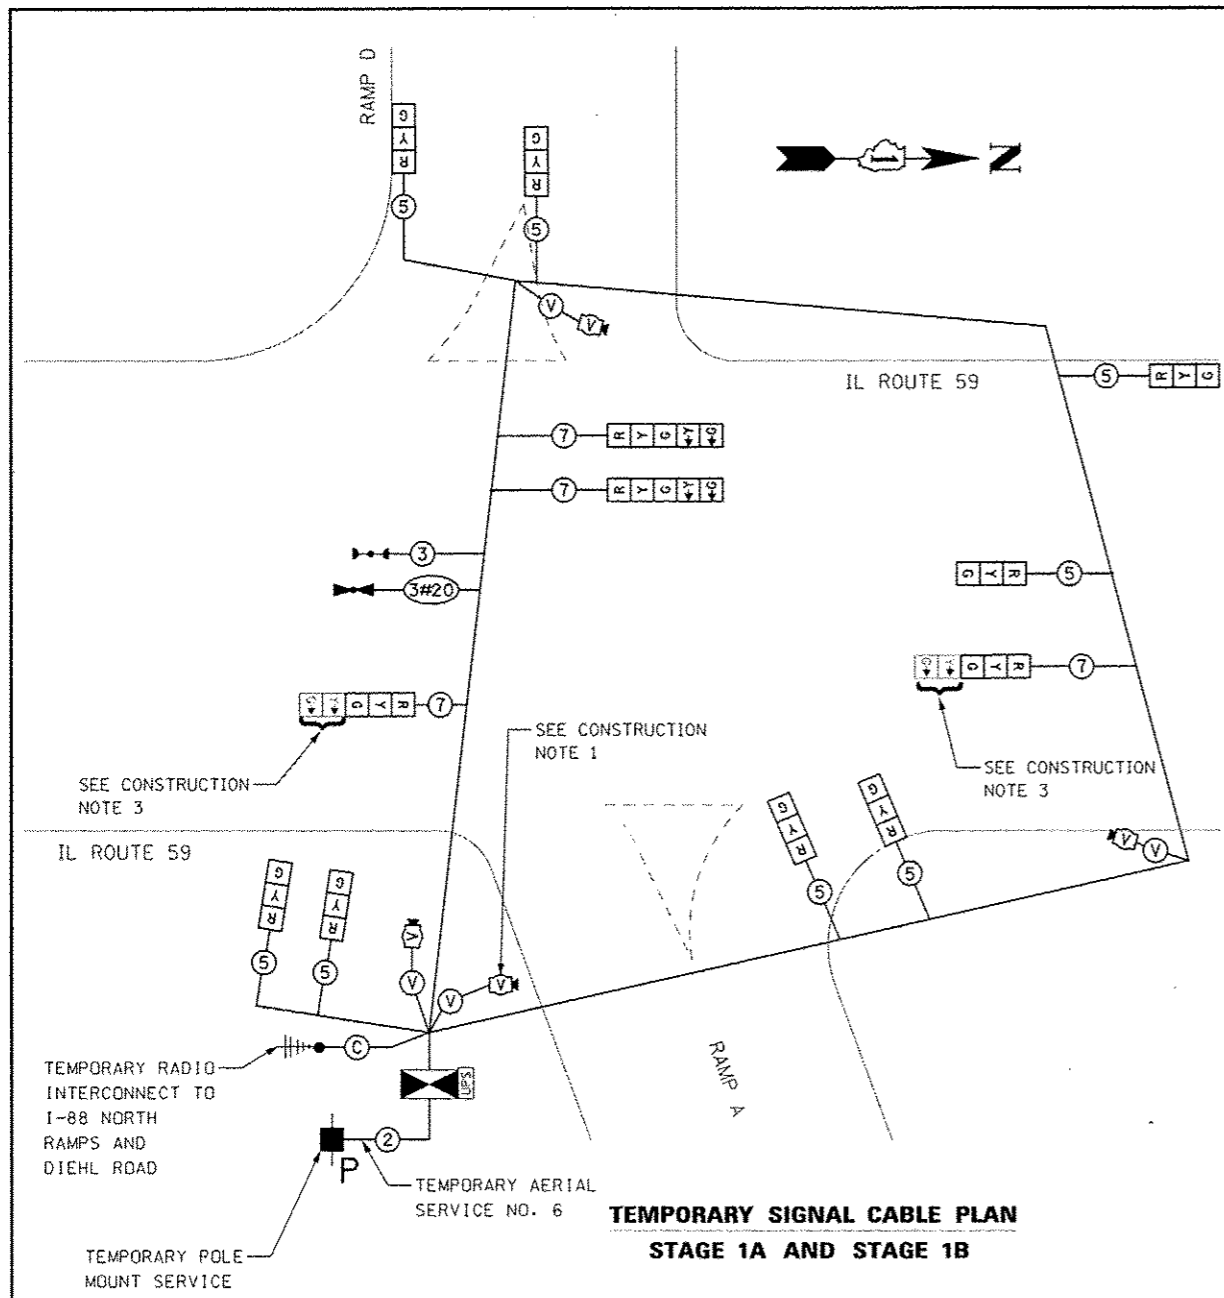 RAMP D
G Y R
5
G Y R
5
1
N
V
V
IL ROUTE 59
5
R Y G
7
R Y G Y G
7
R Y G Y G
3
3#20
G Y R
5
G Y G Y R
7
G Y G Y R
7
SEE CONSTRUCTION
NOTE 1
SEE CONSTRUCTION
NOTE 3
SEE CONSTRUCTION
NOTE 3
IL ROUTE 59
G Y R
5
G Y R
5
G Y R
5
G Y R
5
V
V
V
V
V
V
C
TEMPORARY RADIO
INTERCONNECT TO
I-88 NORTH
RAMPS AND
DIEHL ROAD
UPS
RAMP A
2
P
TEMPORARY AERIAL
SERVICE NO. 6
TEMPORARY POLE
MOUNT SERVICE
TEMPORARY SIGNAL CABLE PLAN
STAGE 1A AND STAGE 1B